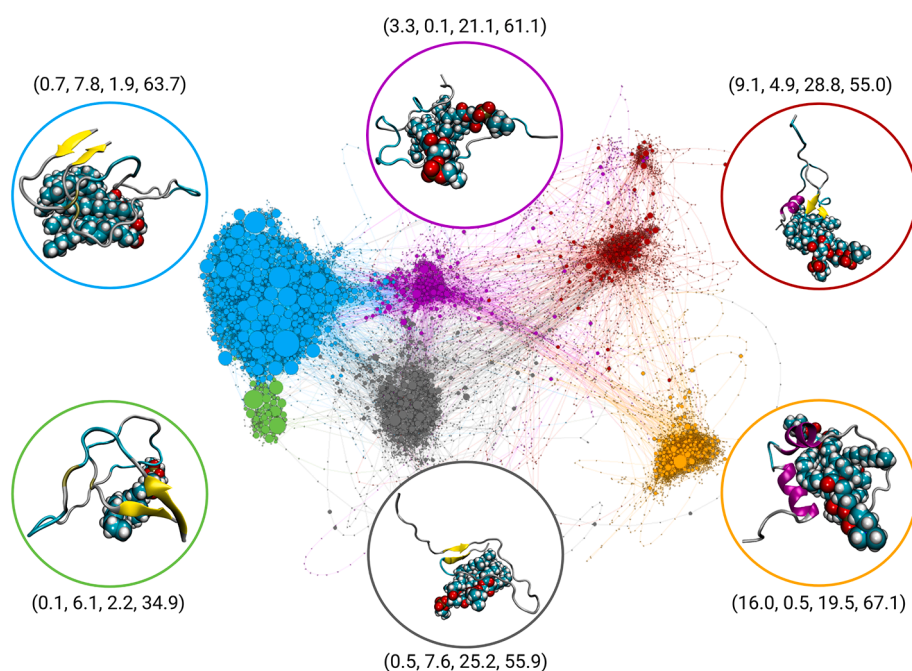 (3.3, 0.1, 21.1, 61.1)
(0.7, 7.8, 1.9, 63.7)
(9.1, 4.9, 28.8, 55.0)
(0.1, 6.1, 2.2, 34.9)
(16.0, 0.5, 19.5, 67.1)
(0.5, 7.6, 25.2, 55.9)